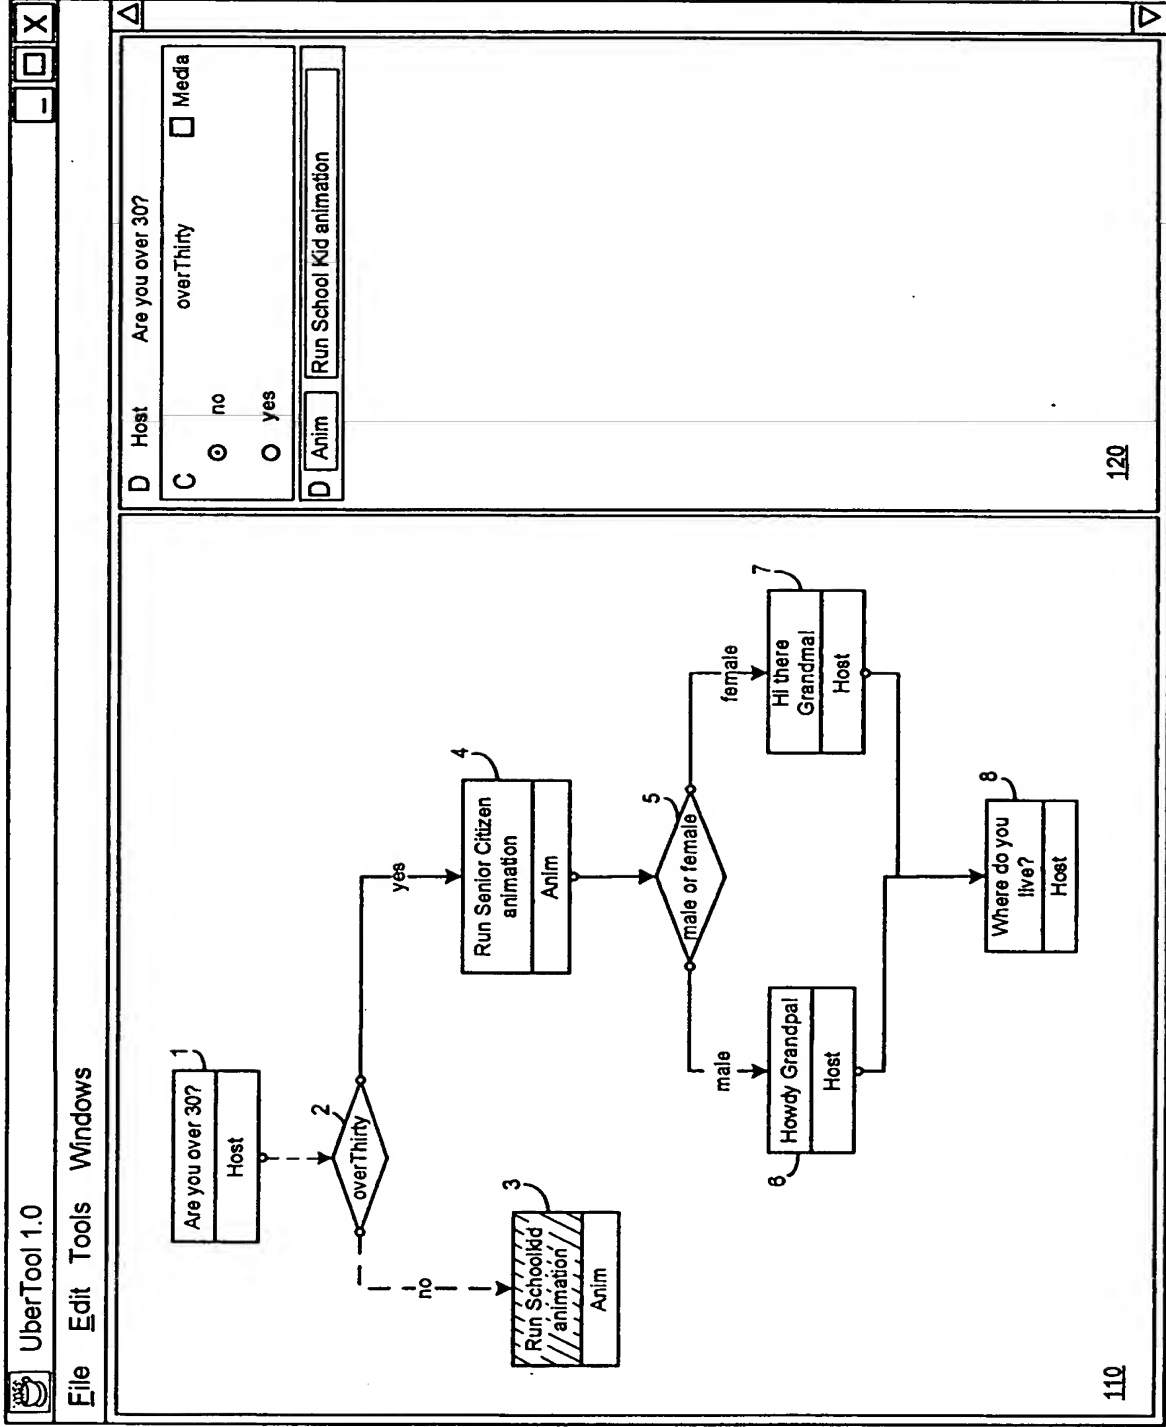 UberTool 1.0
File Edit Tools Windows
1
Are you over 30?
Host
2
overThirty
no
yes
3
Run Schoolkid
animation
Anim
4
Run Senior Citizen
animation
Anim
5
male or female
male
female
6
Howdy Grandpa!
Host
7
Hi there
Grandma!
Host
8
Where do you
live?
Host
110
D Host Are you over 30?
C overThirty Media
no
yes
D Anim Run School Kid animation
120